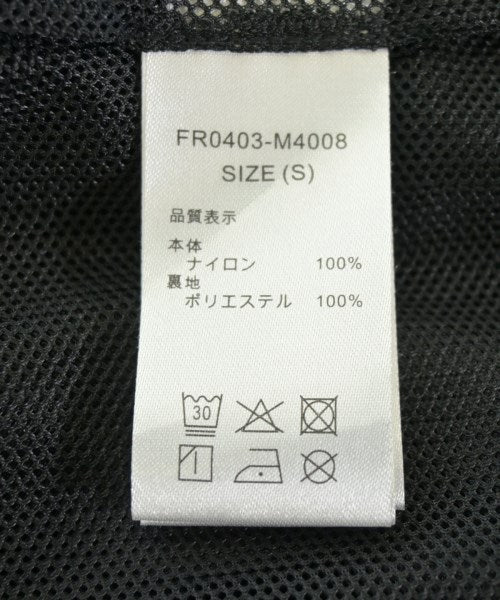 FR0403-M4008
SIZE (S)
品質表示
本体
ナイロン 100%
裏地
ポリエステル 100%
30